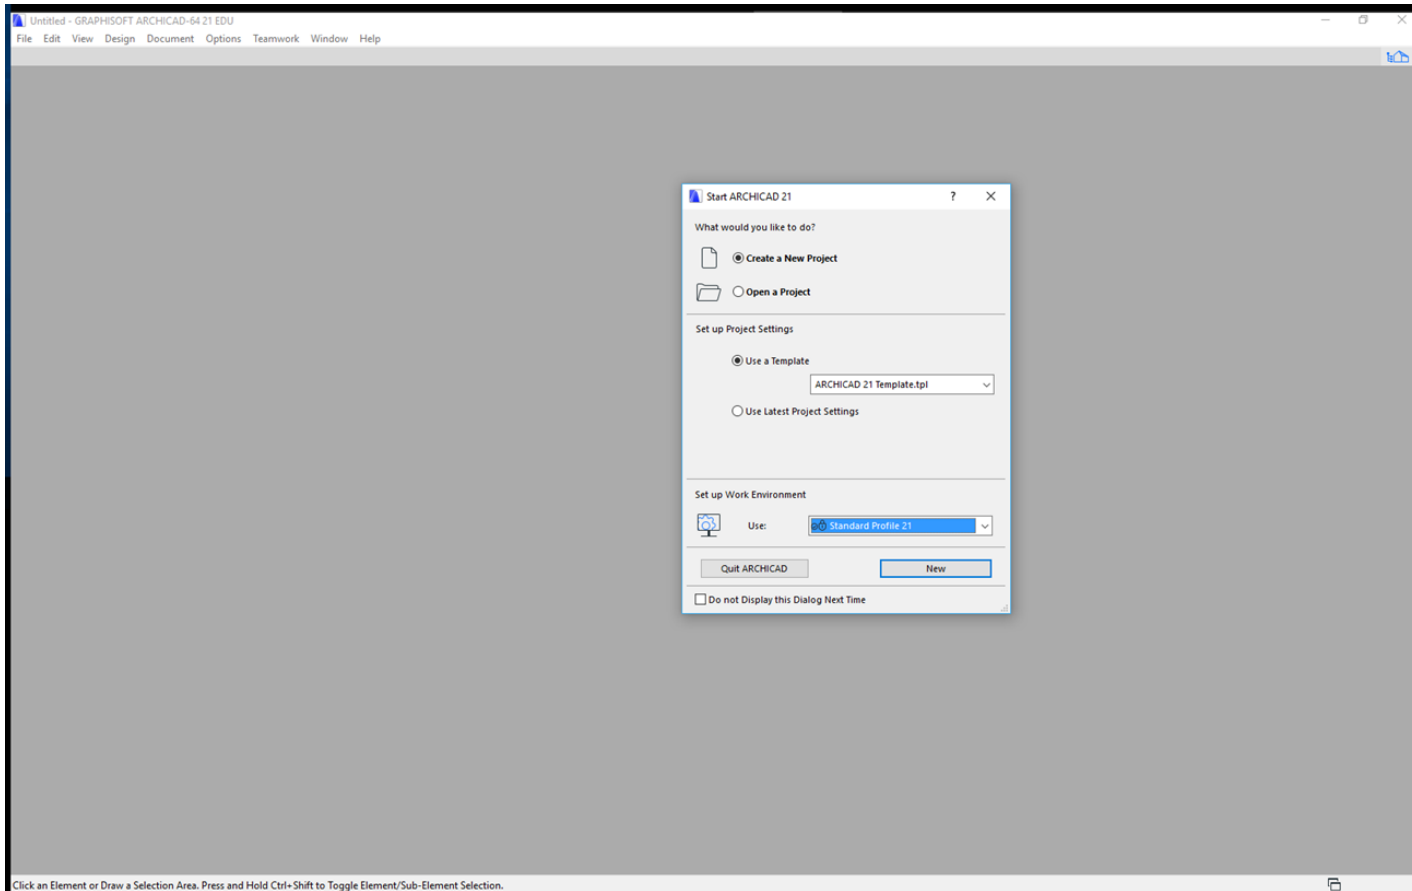 Untitled - GRAPHISOFT ARCHICAD-64 21 EDU
File Edit View Design Document Options Teamwork Window Help
Start ARCHICAD 21 ?
What would you like to do?
Create a New Project
Open a Project
Set up Project Settings
Use a Template
ARCHICAD 21 Template.tpl
Use Latest Project Settings
Set up Work Environment
Use: Standard Profile 21
Quit ARCHICAD New
Do not Display this Dialog Next Time
Click an Element or Draw a Selection Area. Press and Hold Ctrl+Shift to Toggle Element/Sub-Element Selection.